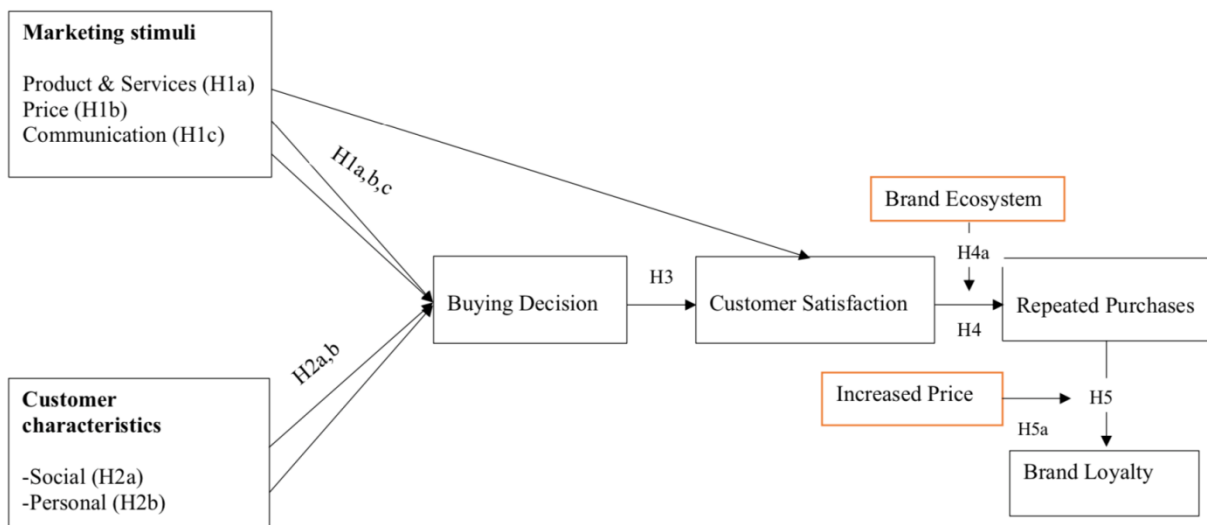 Marketing stimuli
Product & Services (H1a)
Price (H1b)
Communication (H1c)
H1a,b,c
Brand Ecosystem
H4a
H3
Buying Decision
Customer Satisfaction
Repeated Purchases
H4
H2a,b
Increased Price
H5
H5a
Customer
characteristics
-Social (H2a)
-Personal (H2b)
Brand Loyalty